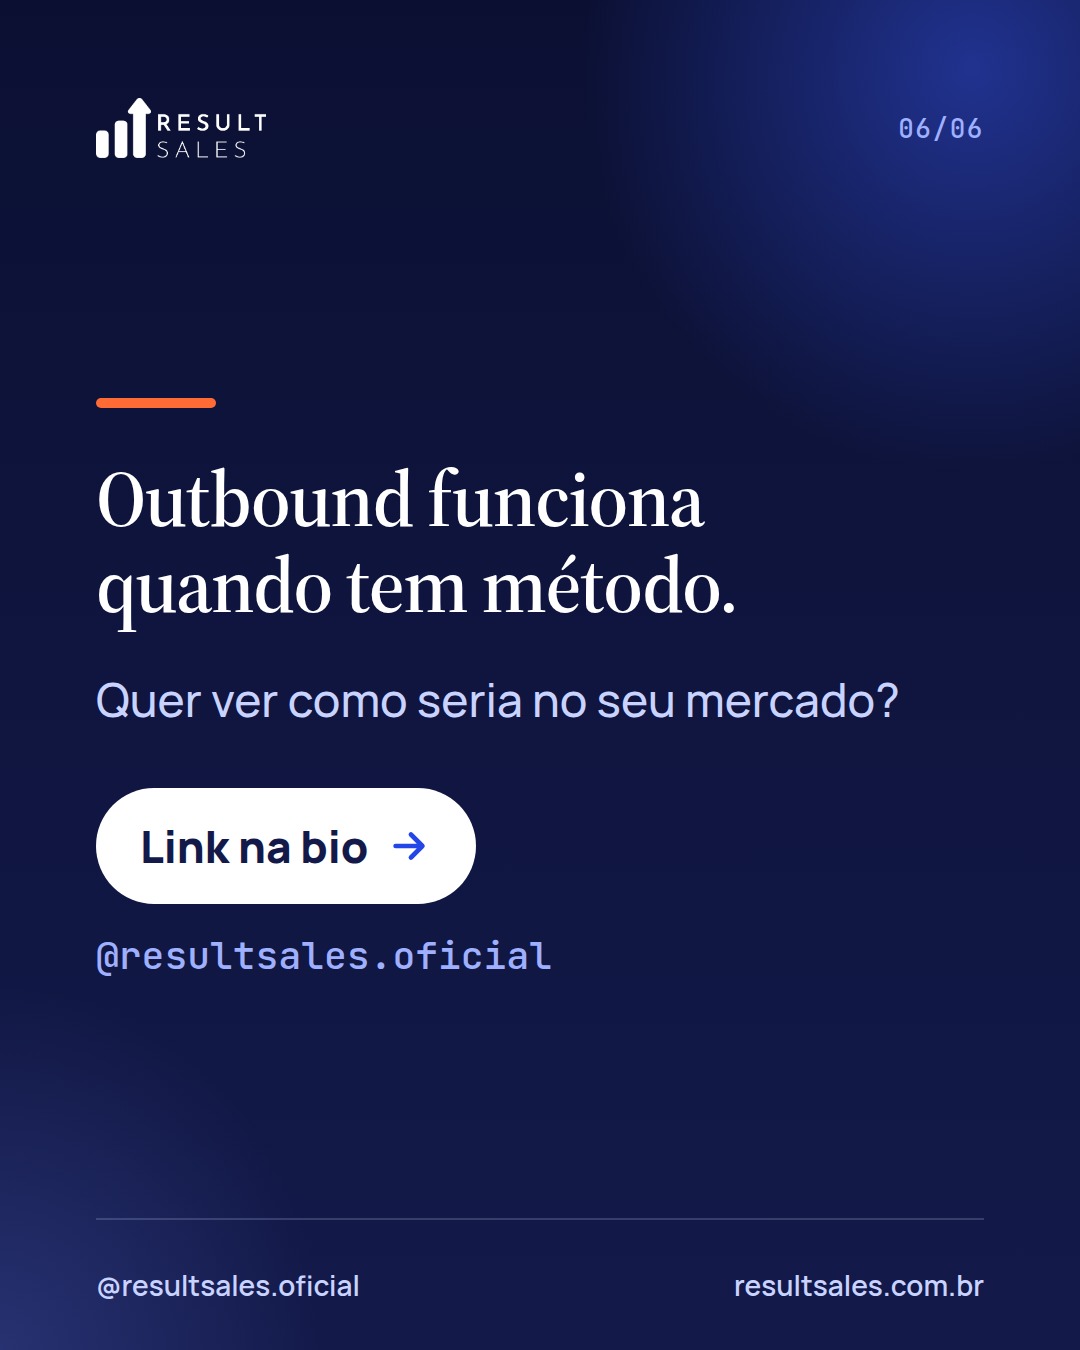 RESULT
SALES
06/06
Outbound funciona
quando tem método.
Quer ver como seria no seu mercado?
Link na bio →
@resultsales.oficial
@resultsales.oficial
resultsales.com.br